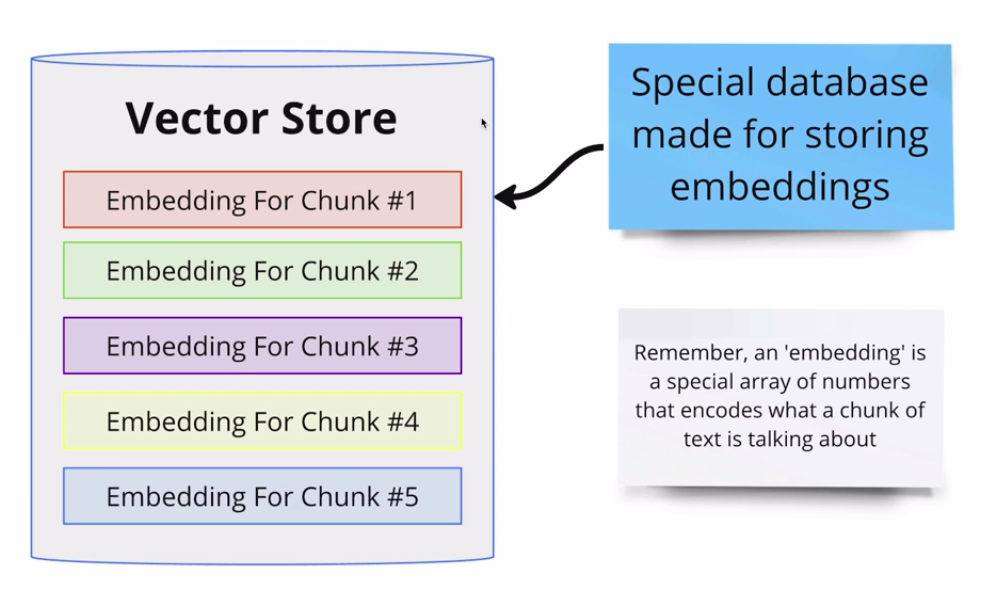 Vector Store
Embedding For Chunk #1
Embedding For Chunk #2
Embedding For Chunk #3
Embedding For Chunk #4
Embedding For Chunk #5
Special database
made for storing
embeddings
Remember, an 'embedding' is
a special array of numbers
that encodes what a chunk of
text is talking about